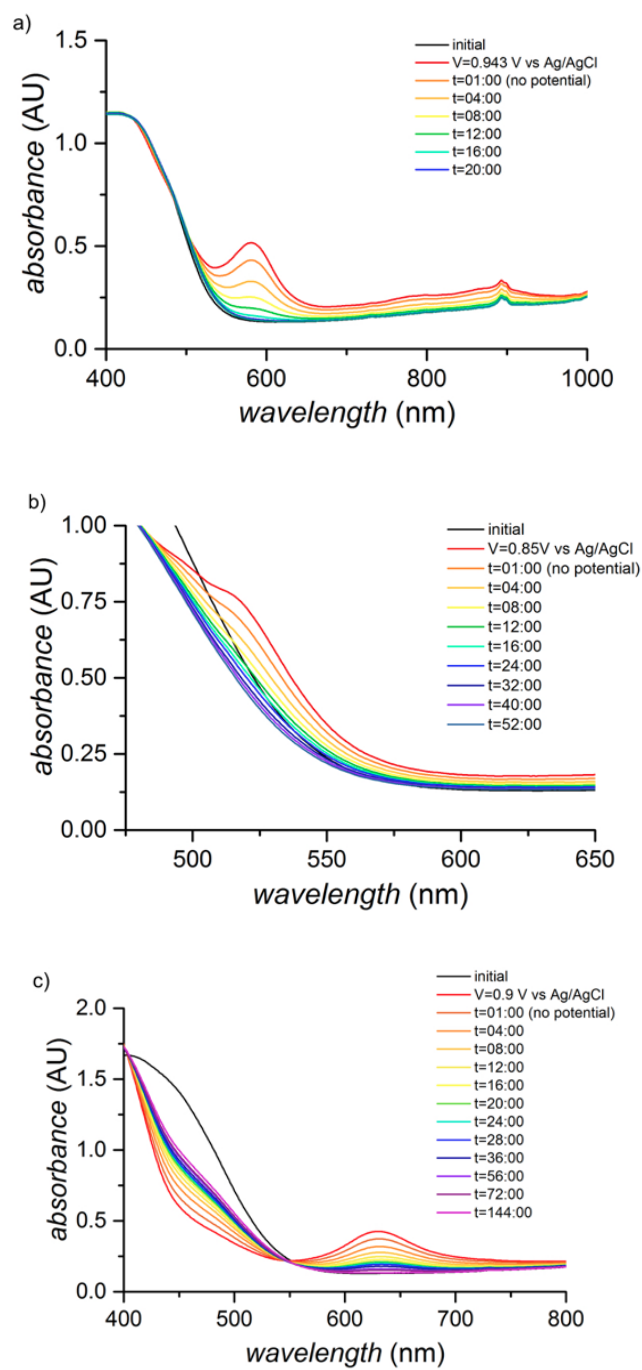 a)
1.5
1.0
0.5
0.0
absorbance (AU)
initial
V=0.943 V vs Ag/AgCl
t=01:00 (no potential)
t=04:00
t=08:00
t=12:00
t=16:00
t=20:00
400
600
800
1000
wavelength (nm)
b)
1.00
0.75
0.50
0.25
0.00
absorbance (AU)
initial
V=0.85V vs Ag/AgCl
t=01:00 (no potential)
t=04:00
t=08:00
t=12:00
t=16:00
t=24:00
t=32:00
t=40:00
t=52:00
500
550
600
650
wavelength (nm)
c)
2.0
1.5
1.0
0.5
0.0
absorbance (AU)
initial
V=0.9 V vs Ag/AgCl
t=01:00 (no potential)
t=04:00
t=08:00
t=12:00
t=16:00
t=20:00
t=24:00
t=28:00
t=36:00
t=56:00
t=72:00
t=144:00
400
500
600
700
800
wavelength (nm)